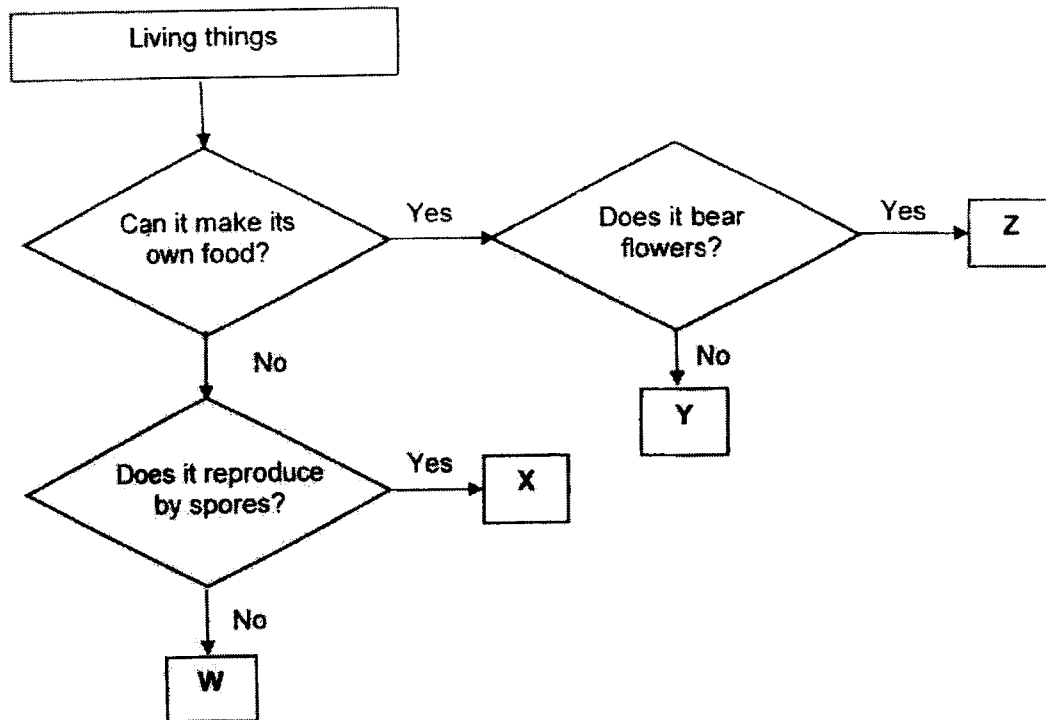 Living things
Can it make its
own food?
Yes
Does it bear
flowers?
Yes
Z
No
No
Y
Does it reproduce
by spores?
Yes
X
No
W